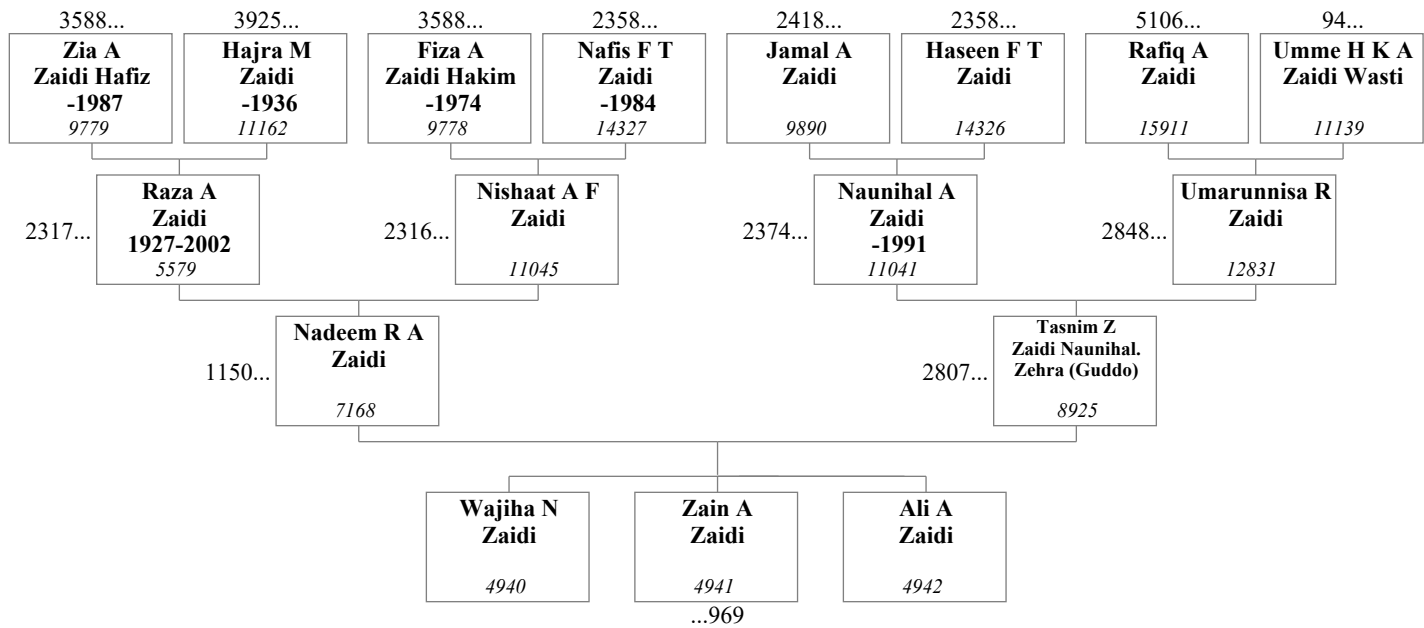 3588... 3925... 3588... 2358... 2418... 2358... 5106... 94...
Zia A
Zaidi Hafiz
-1987
9779
Hajra M
Zaidi
-1936
11162
Fiza A
Zaidi Hakim
-1974
9778
Nafis F T
Zaidi
-1984
14327
Jamal A
Zaidi
9890
Haseen F T
Zaidi
14326
Rafiq A
Zaidi
15911
Umme H K A
Zaidi Wasti
11139
2317...
Raza A
Zaidi
1927-2002
5579
2316...
Nishaat A F
Zaidi
11045
2374...
Naunihal A
Zaidi
-1991
11041
2848...
Umarunnisa R
Zaidi
12831
1150...
Nadeem R A
Zaidi
7168
2807...
Tasnim Z
Zaidi Naunihal.
Zehra (Guddo)
8925
Wajiha N
Zaidi
4940
Zain A
Zaidi
4941
Ali A
Zaidi
4942
...969